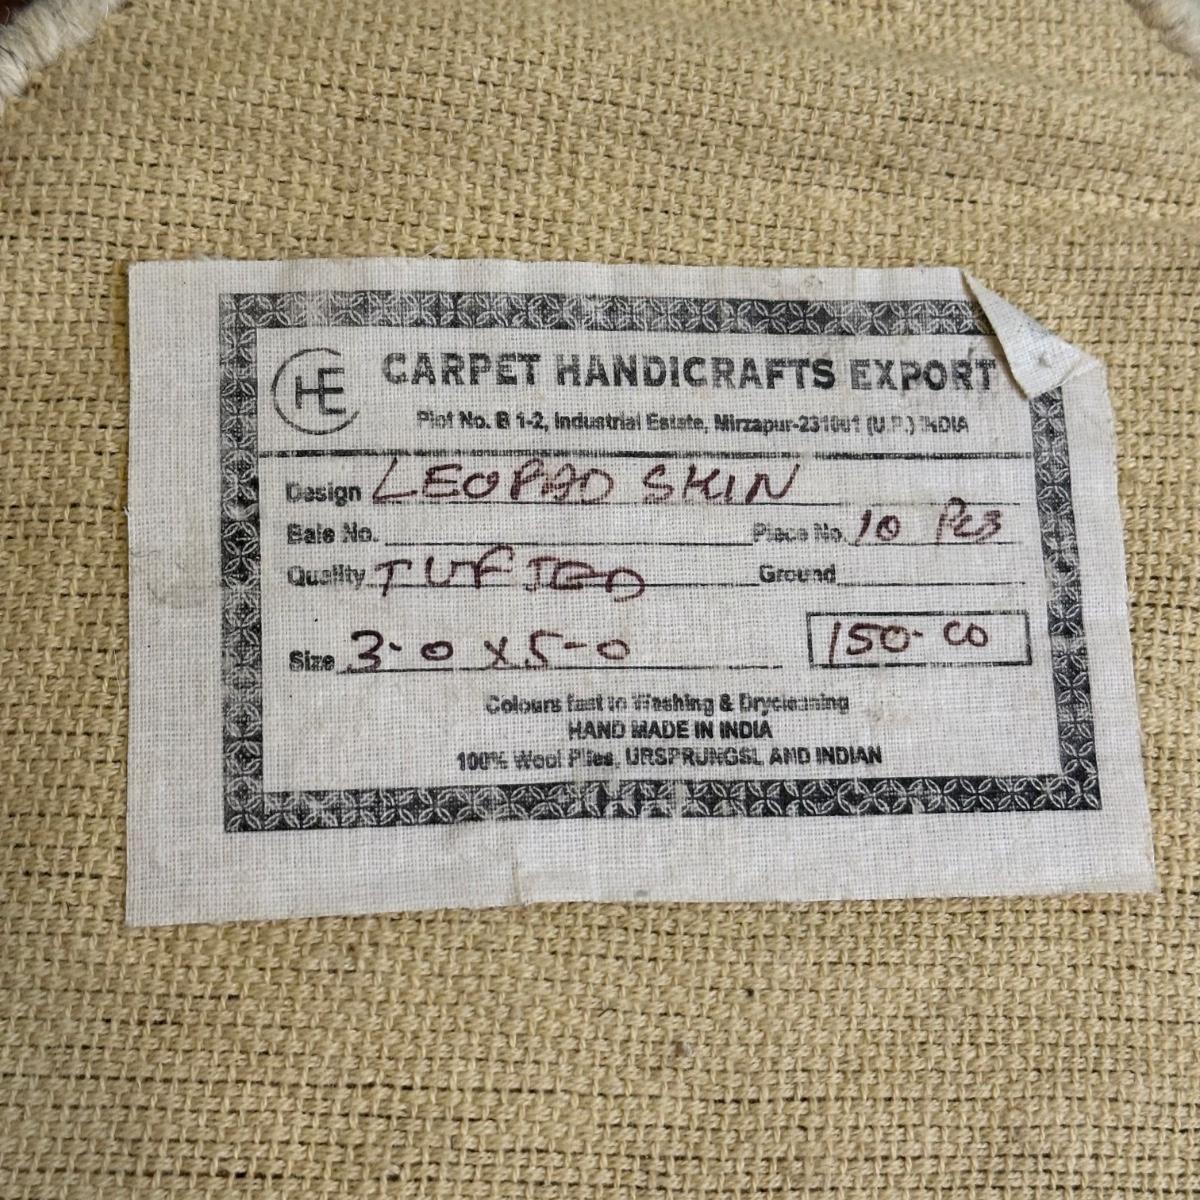 CHE CARPET HANDICRAFTS EXPORT
Plot No. B 1-2, Industrial Estate, Mirzapur-231001 (U.P.) INDIA
Design LEOPAD SKIN
Bale No. Piece No. 10 Pcs
Quality TUFTED Ground
Size 3-0 x 5-0 150-00
Colours fast to Washing & Drycleaning
HAND MADE IN INDIA
100% Wool Piles, URSPRUNGSL AND INDIAN